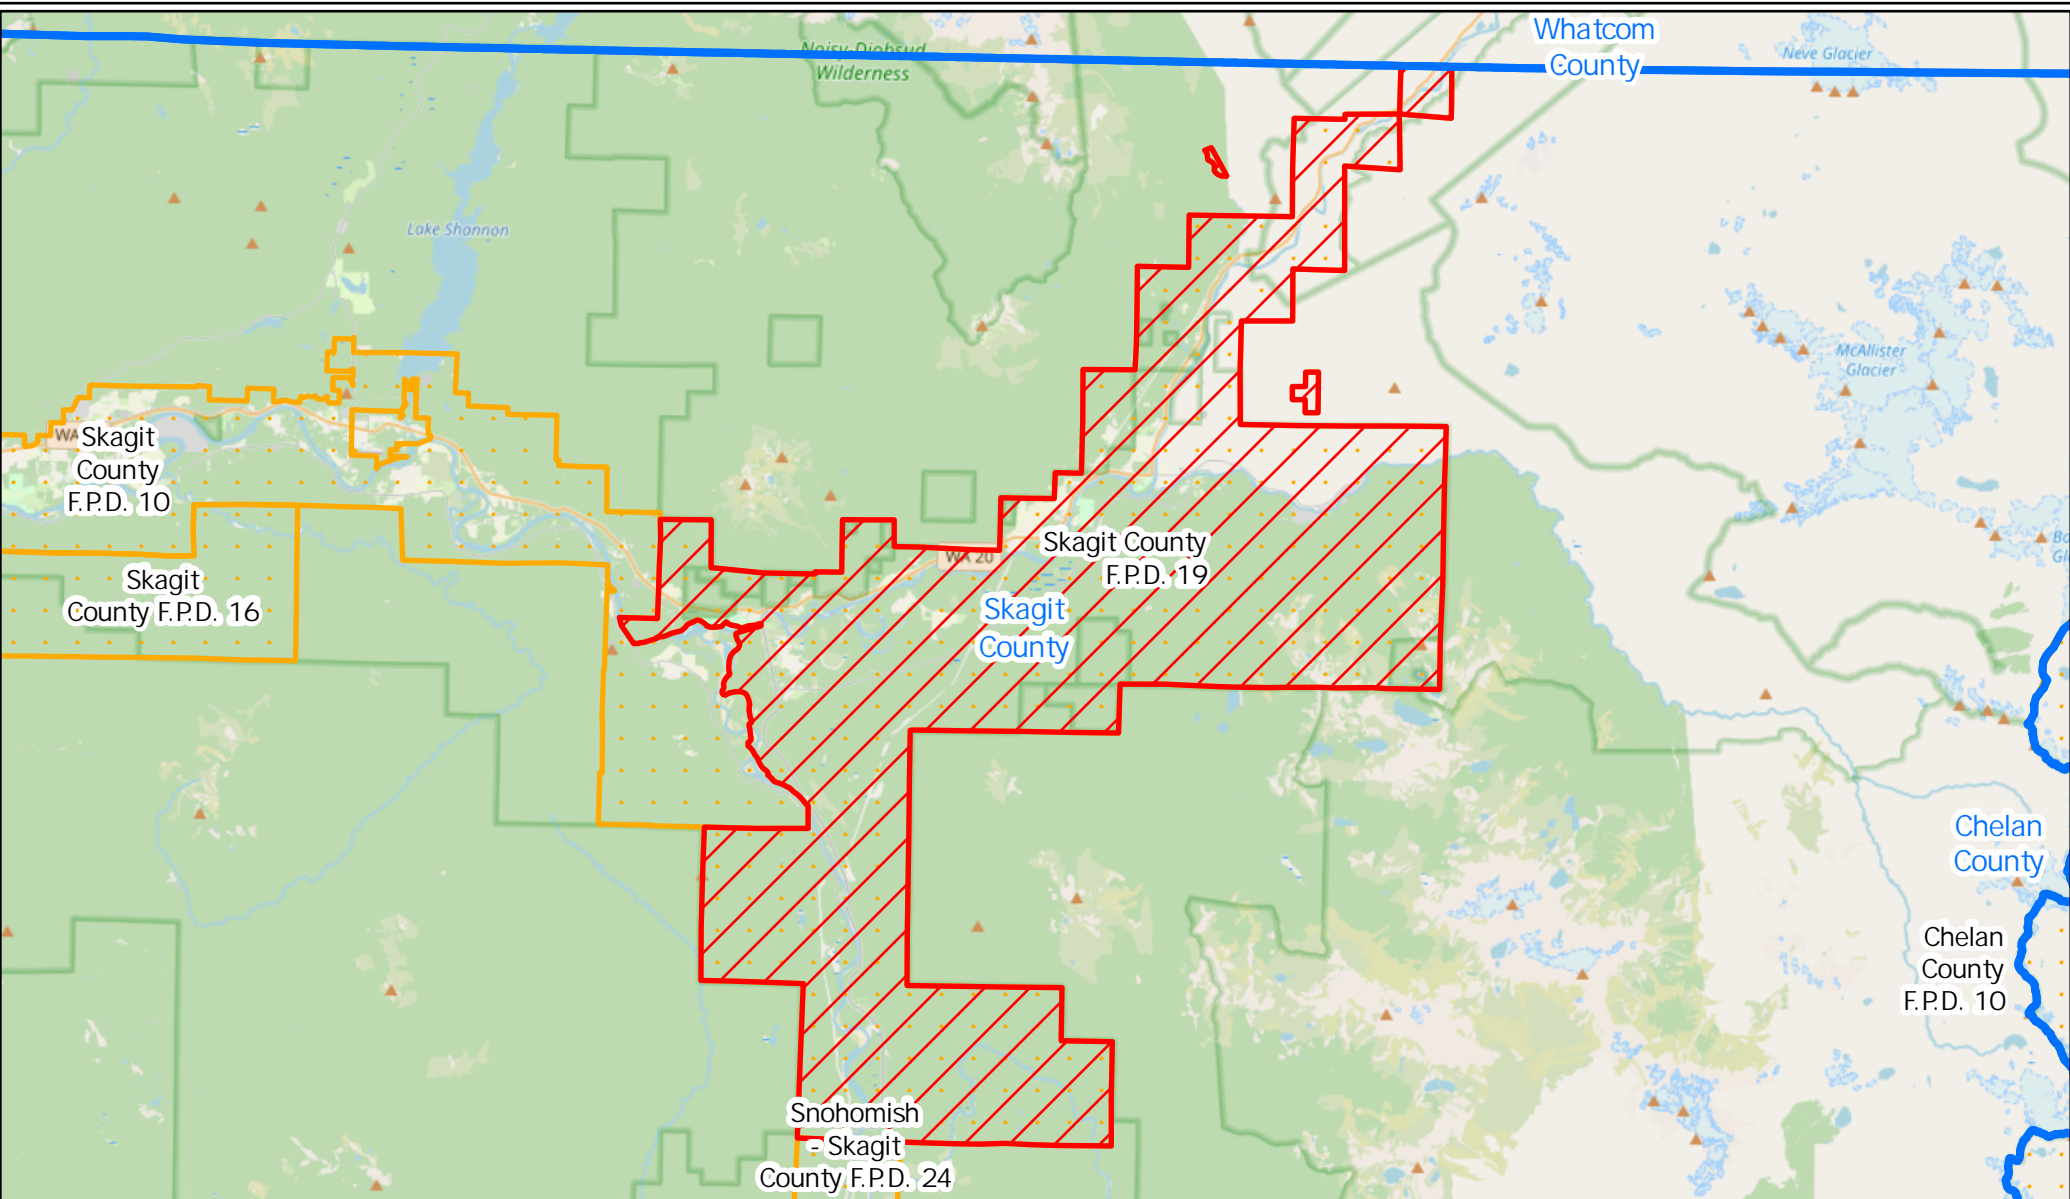 Whatcom
County
Noisy-Diobsud
Wilderness
Neve Glacier
Lake Shannon
McAllister
Glacier
WA
Skagit
County
F.P.D. 10
Skagit County
F.P.D. 19
WA 20
Skagit
County F.P.D. 16
Skagit
County
Chelan
County
Chelan
County
F.P.D. 10
Snohomish
- Skagit
County F.P.D. 24